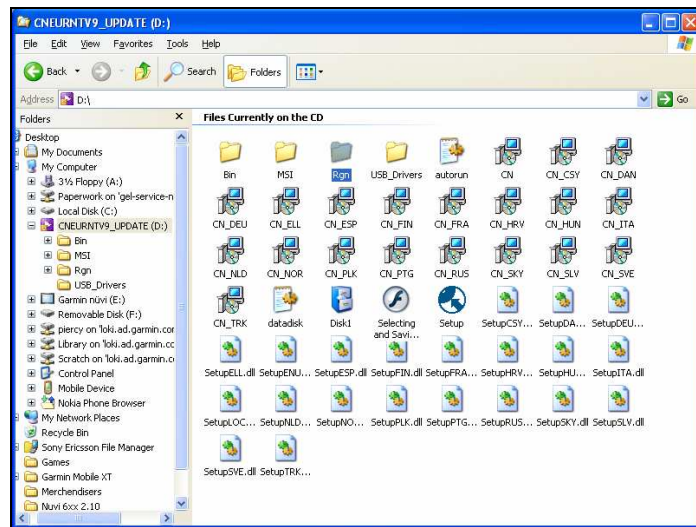 CNEURNTV9_UPDATE (D:)
File Edit View Favorites Tools Help
Back Search Folders
Address D:\ Go
Folders
Desktop
My Documents
My Computer
3½ Floppy (A:)
Paperwork on 'gel-service-n
Local Disk (C:)
CNEURNTV9_UPDATE (D:)
Bin
MSI
Rgn
USB_Drivers
Garmin nüvi (E:)
Removable Disk (F:)
piercy on 'loki.ad.garmin.cor
Library on 'loki.ad.garmin.cc
Scratch on 'loki.ad.garmin.c
Control Panel
Mobile Device
Nokia Phone Browser
My Network Places
Recycle Bin
Sony Ericsson File Manager
Games
Garmin Mobile XT
Merchendisers
Nuvi 6xx 2.10
Files Currently on the CD
Bin MSI Rgn USB_Drivers autorun CN CN_CSY CN_DAN
CN_DEU CN_ELL CN_ESP CN_FIN CN_FRA CN_HRV CN_HUN CN_ITA
CN_NLD CN_NOR CN_PLK CN_PTG CN_RUS CN_SKY CN_SLV CN_SVE
CN_TRK datadisk Disk1 Selecting and Savi... Setup SetupCSY... SetupDA... SetupDEU...
SetupELL.dll SetupENU... SetupESP.dll SetupFIN.dll SetupFRA... SetupHRV... SetupHU... SetupITA.dll
SetupLOC... SetupNLD... SetupNO... SetupPLK.dll SetupPTG... SetupRUS... SetupSKY.dll SetupSLV.dll
SetupSVE.dll SetupTRK...